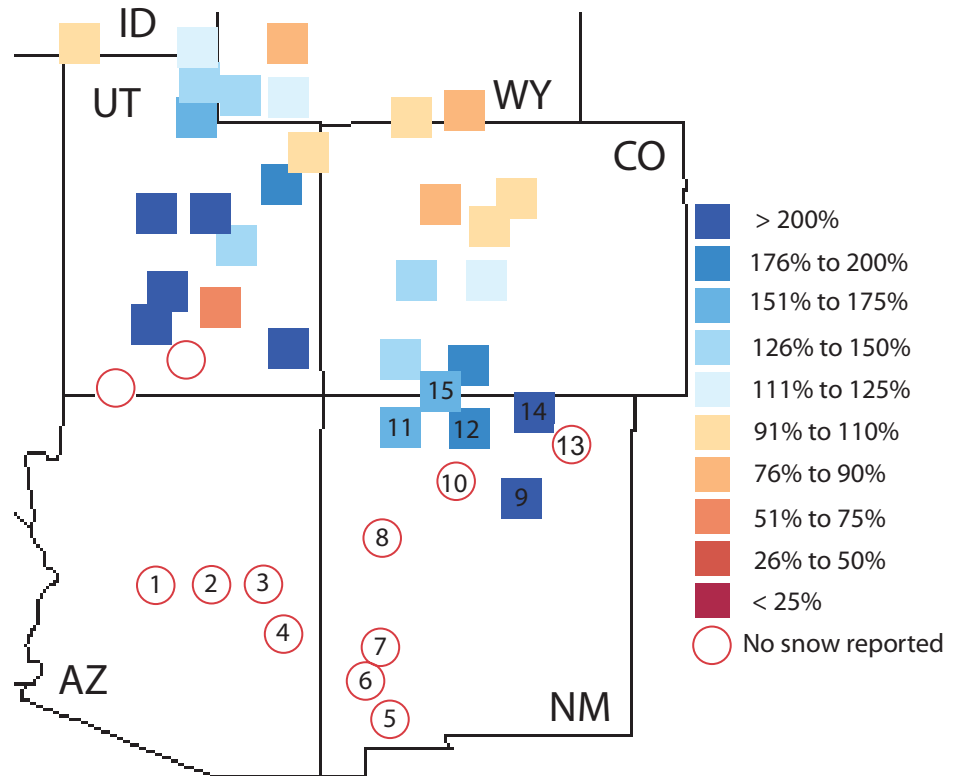 ID
UT
WY
CO
> 200%
176% to 200%
151% to 175%
126% to 150%
111% to 125%
91% to 110%
76% to 90%
51% to 75%
26% to 50%
< 25%
No snow reported
15
14
11
12
13
10
9
8
1
2
3
4
7
6
5
AZ
NM